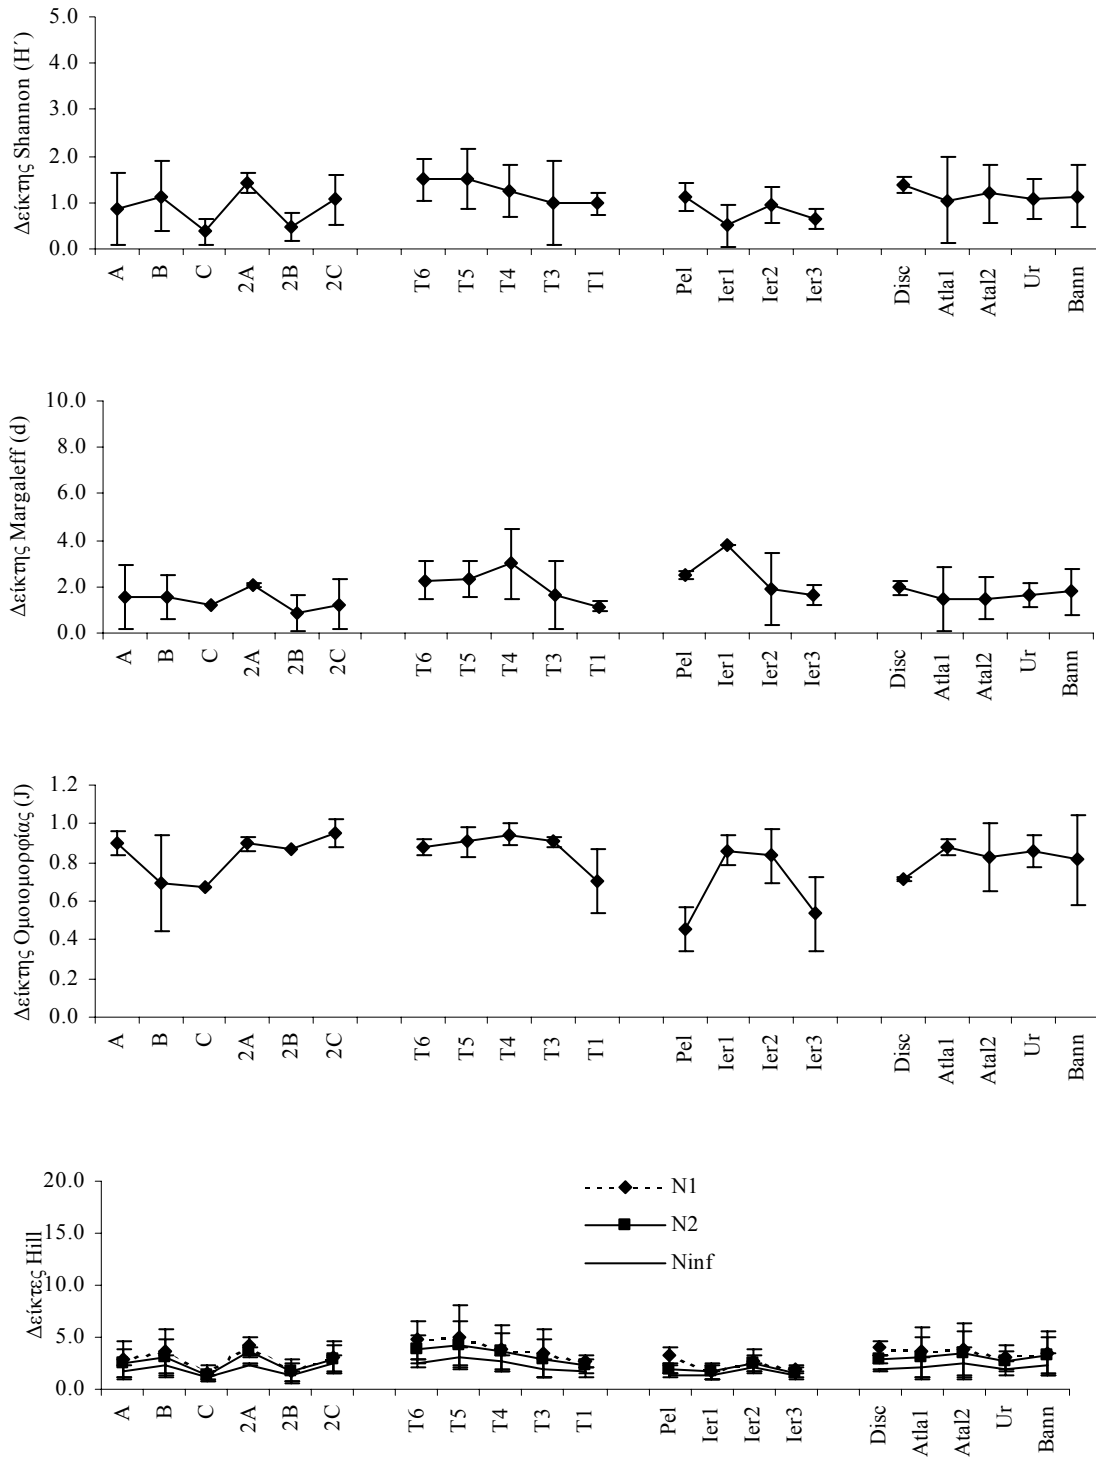 Δείκτης Shannon (H΄)
5.0
4.0
3.0
2.0
1.0
0.0
A B C 2A 2B 2C T6 T5 T4 T3 T1 Pel Ier1 Ier2 Ier3 Disc Atla1 Atal2 Ur Bann
Δείκτης Margaleff (d)
10.0
8.0
6.0
4.0
2.0
0.0
A B C 2A 2B 2C T6 T5 T4 T3 T1 Pel Ier1 Ier2 Ier3 Disc Atla1 Atal2 Ur Bann
Δείκτης Ομοιομορφίας (J)
1.2
1.0
0.8
0.6
0.4
0.2
0.0
A B C 2A 2B 2C T6 T5 T4 T3 T1 Pel Ier1 Ier2 Ier3 Disc Atla1 Atal2 Ur Bann
Δείκτες Hill
20.0
15.0
10.0
5.0
0.0
N1
N2
Ninf
A B C 2A 2B 2C T6 T5 T4 T3 T1 Pel Ier1 Ier2 Ier3 Disc Atla1 Atal2 Ur Bann